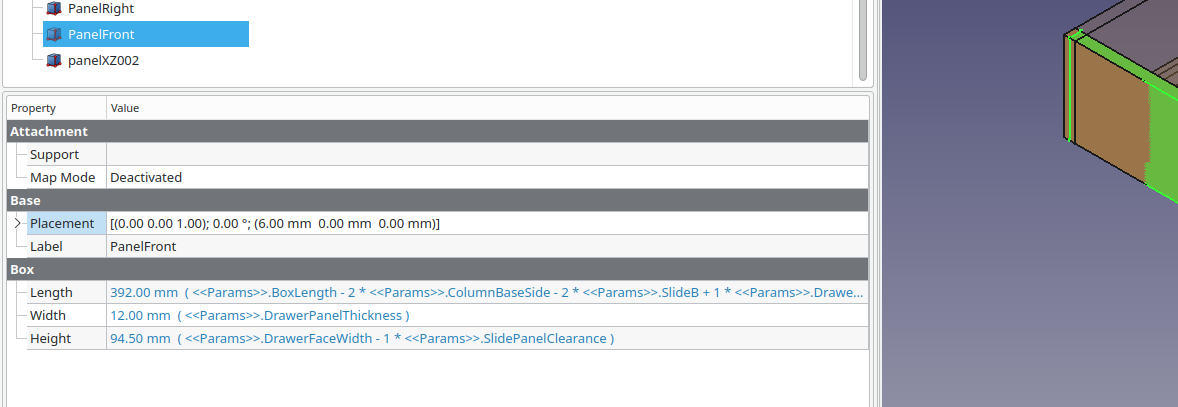 PanelRight
PanelFront
panelXZ002
Property Value
Attachment
Support
Map Mode Deactivated
Base
Placement [(0.00 0.00 1.00); 0.00 °; (6.00 mm  0.00 mm  0.00 mm)]
Label PanelFront
Box
Length 392.00 mm  ( <<Params>>.BoxLength - 2 * <<Params>>.ColumnBaseSide - 2 * <<Params>>.SlideB + 1 * <<Params>>.Drawe...
Width 12.00 mm  ( <<Params>>.DrawerPanelThickness )
Height 94.50 mm  ( <<Params>>.DrawerFaceWidth - 1 * <<Params>>.SlidePanelClearance )